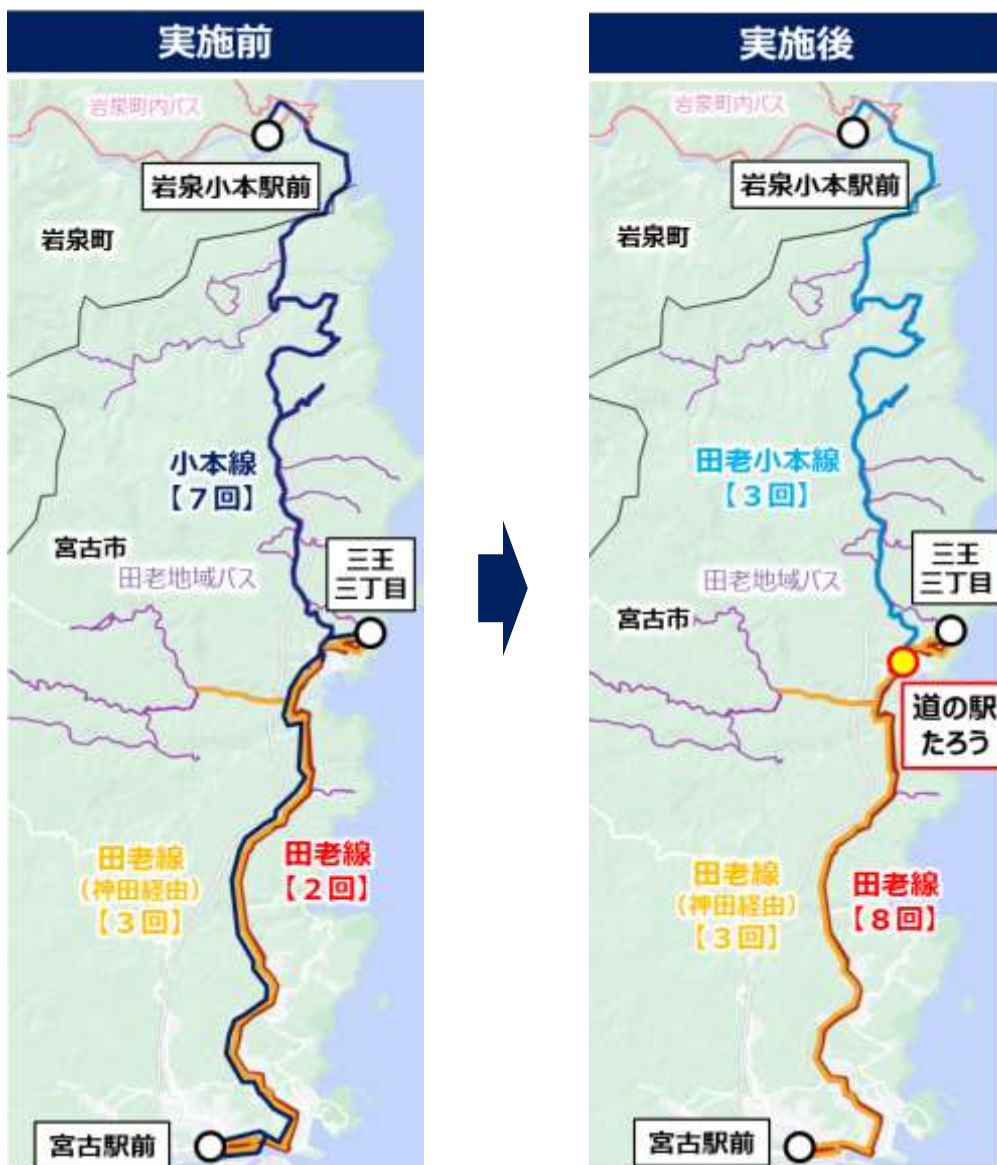 実施前
岩泉町内バス
岩泉小本駅前
岩泉町
小本線
【7回】
宮古市
田老地域バス
三王
三丁目
田老線
(神田経由)
【3回】
田老線
【2回】
宮古駅前
実施後
岩泉町内バス
岩泉小本駅前
岩泉町
田老小本線
【3回】
田老地域バス
宮古市
三王
三丁目
道の駅
たろう
田老線
(神田経由)
【3回】
田老線
【8回】
宮古駅前